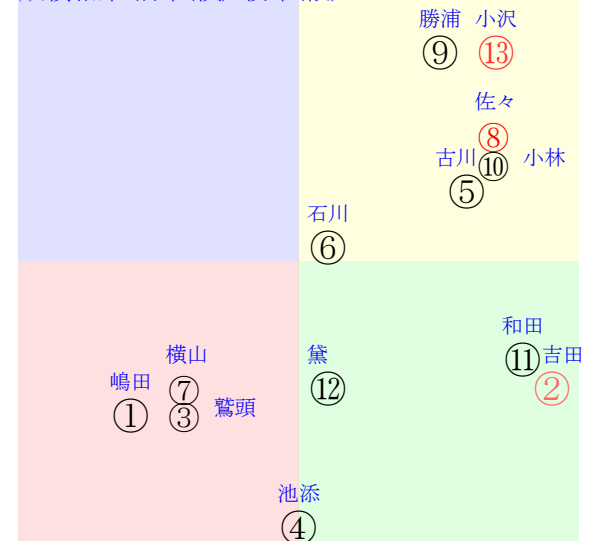 勝浦 小沢
⑨ ⑬
佐々
⑧
古川 ⑩ 小林
⑤
石川
⑥
和田
横山 黛 ⑪ 吉田
嶋田 ⑦ ⑫ ②
① ③ 鷲頭
池添
④